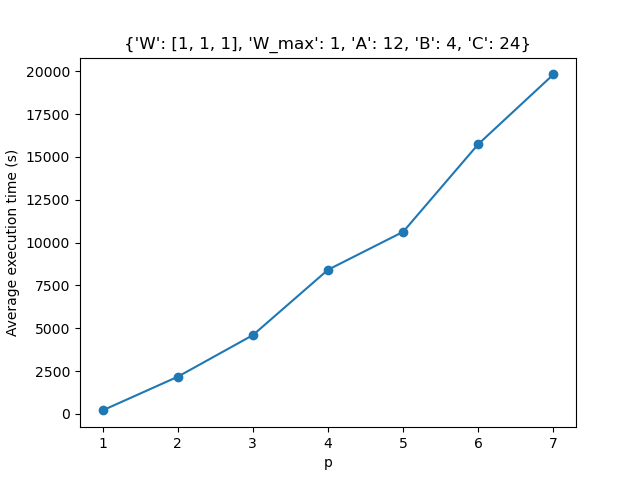 {'W': [1, 1, 1], 'W_max': 1, 'A': 12, 'B': 4, 'C': 24}
Average execution time (s)
20000
17500
15000
12500
10000
7500
5000
2500
0
1 2 3 4 5 6 7
p